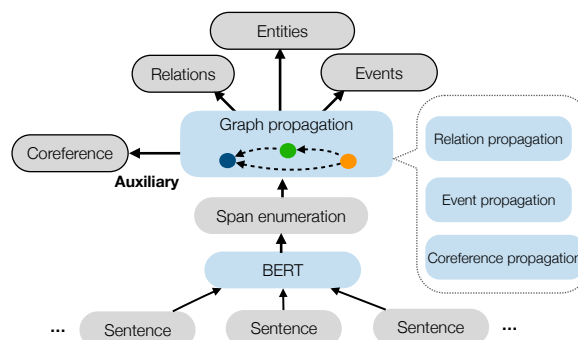 Entities
Relations
Events
Graph propagation
Relation propagation
Coreference
Auxiliary
Event propagation
Span enumeration
Coreference propagation
BERT
... Sentence Sentence Sentence ...